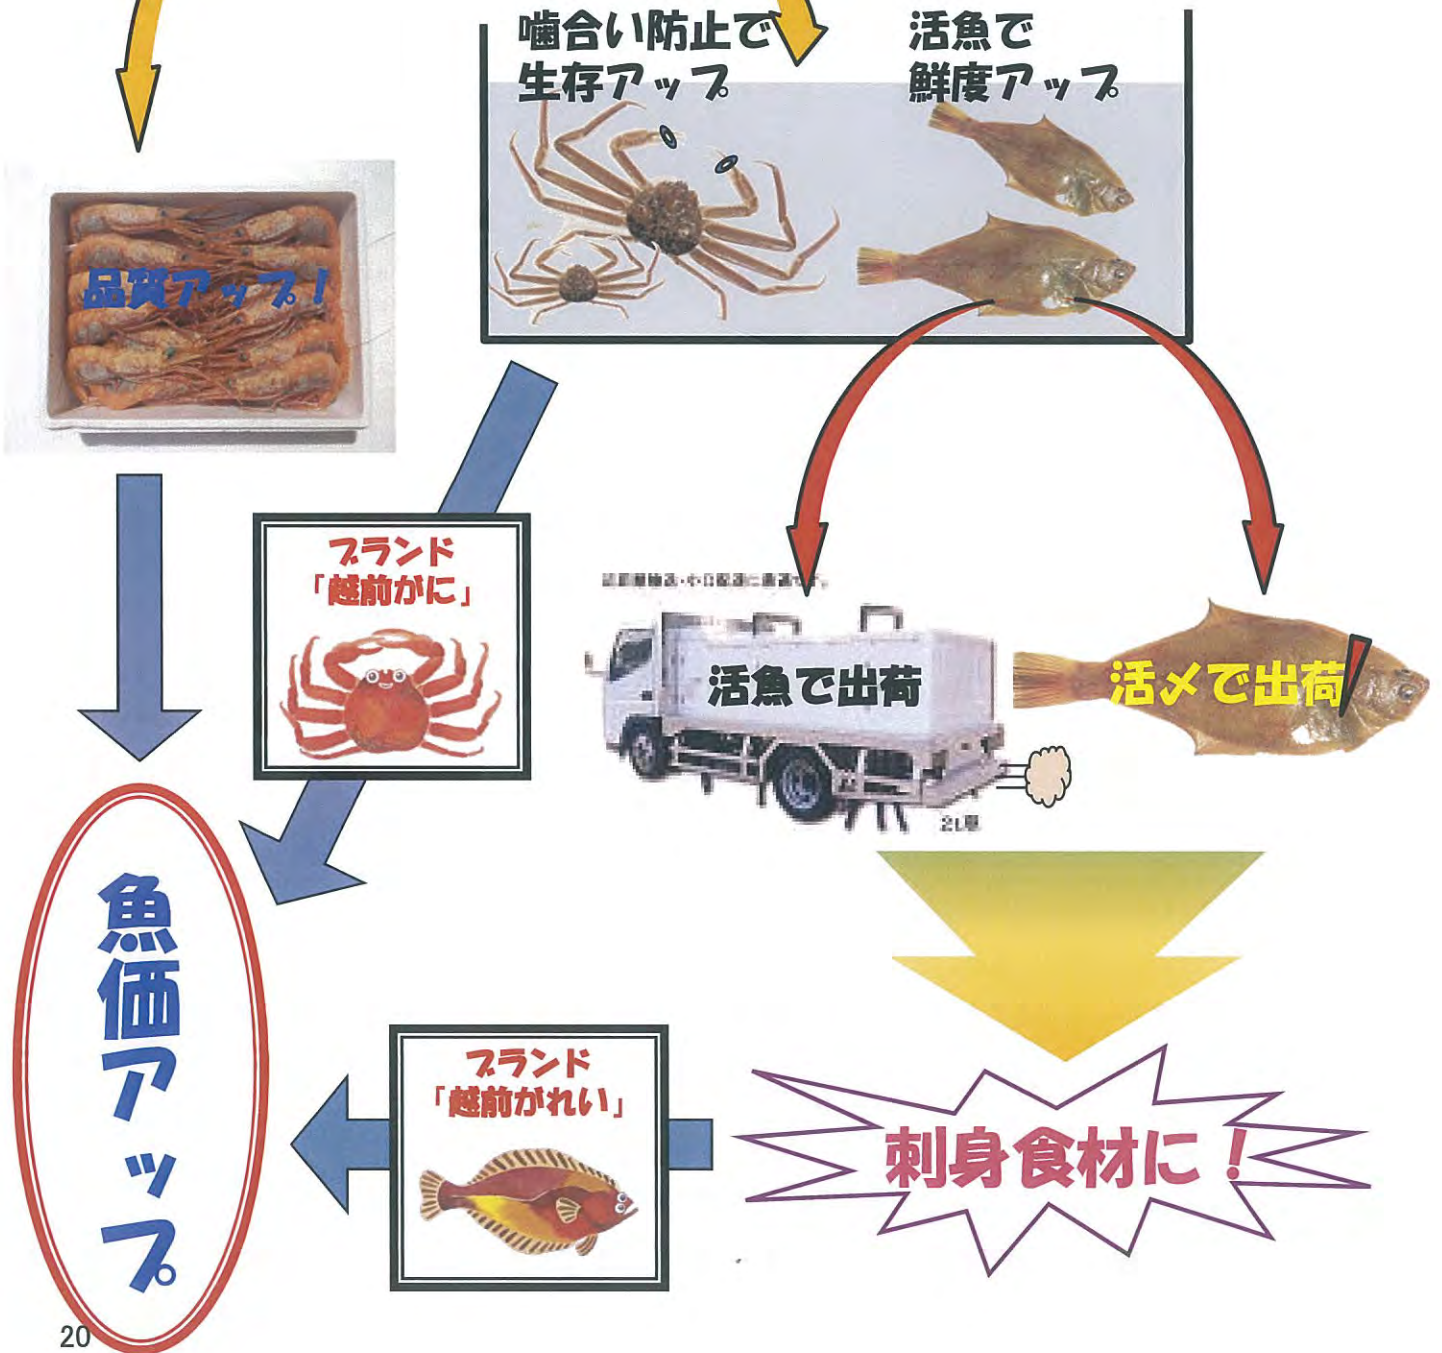 噛合い防止で
生存アップ
活魚で
鮮度アップ
品質アップ！
ブランド
「越前がに」
活魚で出荷
活〆で出荷
魚価アップ
ブランド
「越前がれい」
刺身食材に！
20